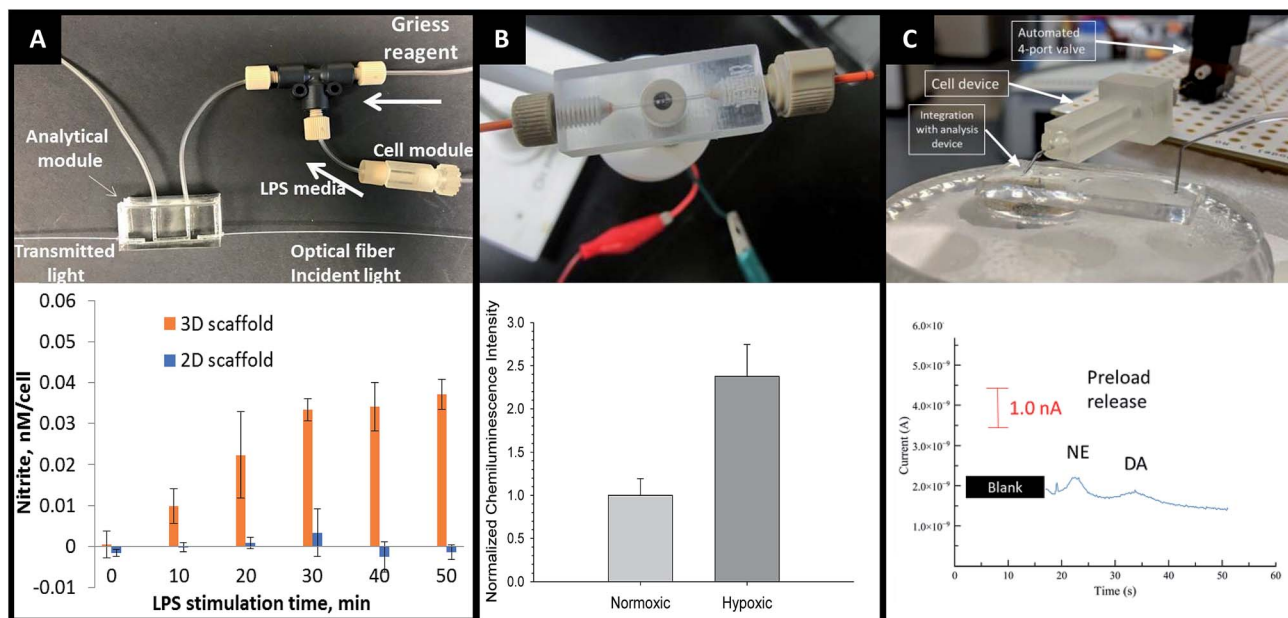 A
Griess
reagent
Analytical
module
Cell module
LPS media
Transmitted
light
Optical fiber
Incident light
0.06
0.05
0.04
0.03
0.02
0.01
0
-0.01
Nitrite, nM/cell
3D scaffold
2D scaffold
0 10 20 30 40 50
LPS stimulation time, min
B
3.0
2.5
2.0
1.5
1.0
0.5
0.0
Normalized Chemiluminescence Intensity
Normoxic Hypoxic
C
Automated
4-port valve
Cell device
Integration
with analysis
device
6.0×10
5.0×10⁻⁹
4.0×10⁻⁹
3.0×10⁻⁹
2.0×10⁻⁹
1.0×10⁻⁹
0
Current (A)
1.0 nA
Preload
release
NE
DA
Blank
0 10 20 30 40 50 60
Time (s)